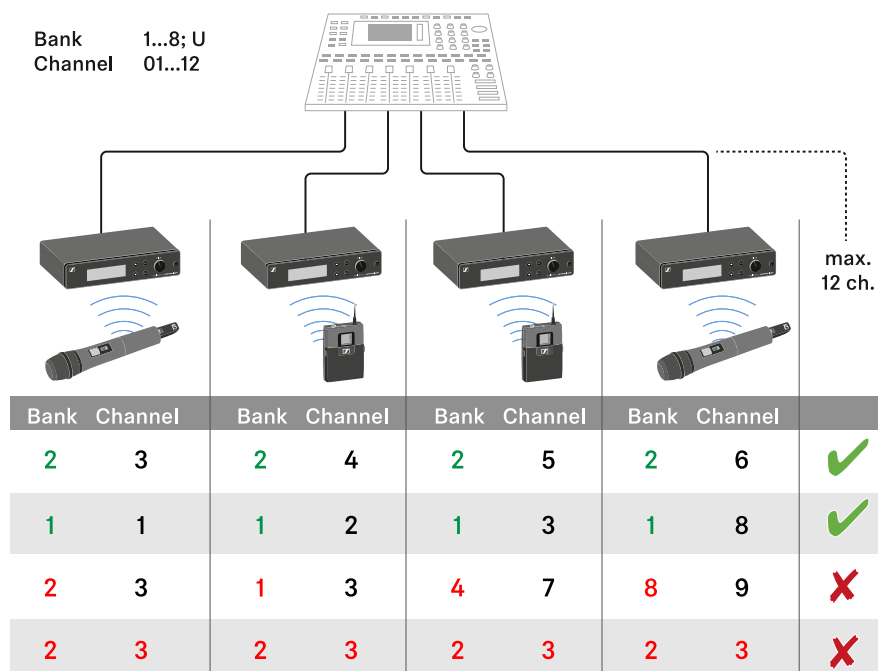 Bank 1...8; U
Channel 01...12
max.
12 ch.
Bank Channel Bank Channel Bank Channel Bank Channel
2 3 2 4 2 5 2 6
1 1 1 2 1 3 1 8
2 3 1 3 4 7 8 9
2 3 2 3 2 3 2 3